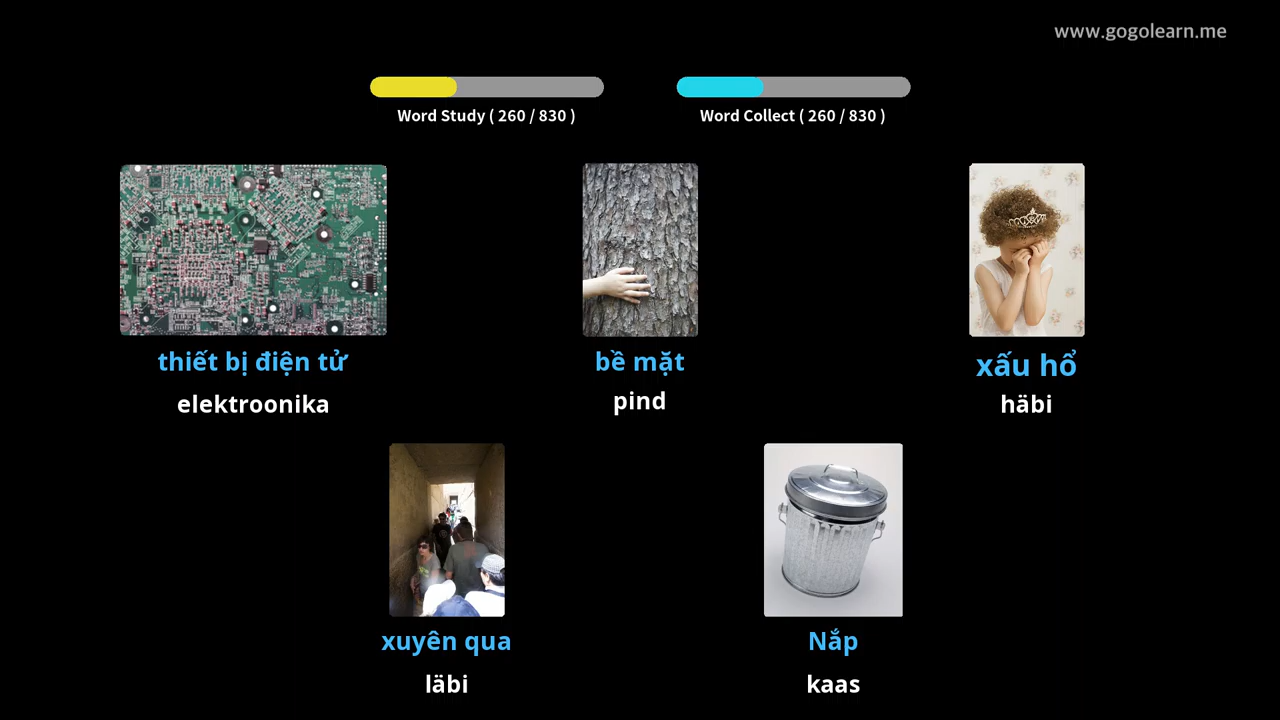 www.gogolearn.me
Word Study ( 260 / 830 )
Word Collect ( 260 / 830 )
thiết bị điện tử
bề mặt
xấu hổ
elektroonika
pind
häbi
xuyên qua
Nắp
läbi
kaas